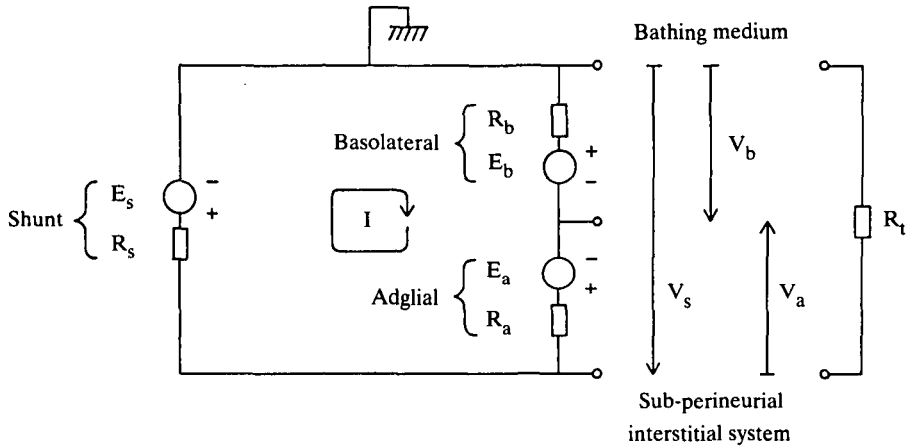 Bathing medium
Basolateral
R_b
E_b
+
-
Shunt
E_s
R_s
-
+
I
Adglial
E_a
R_a
-
+
V_b
V_s
V_a
R_t
Sub-perineurial
interstitial system